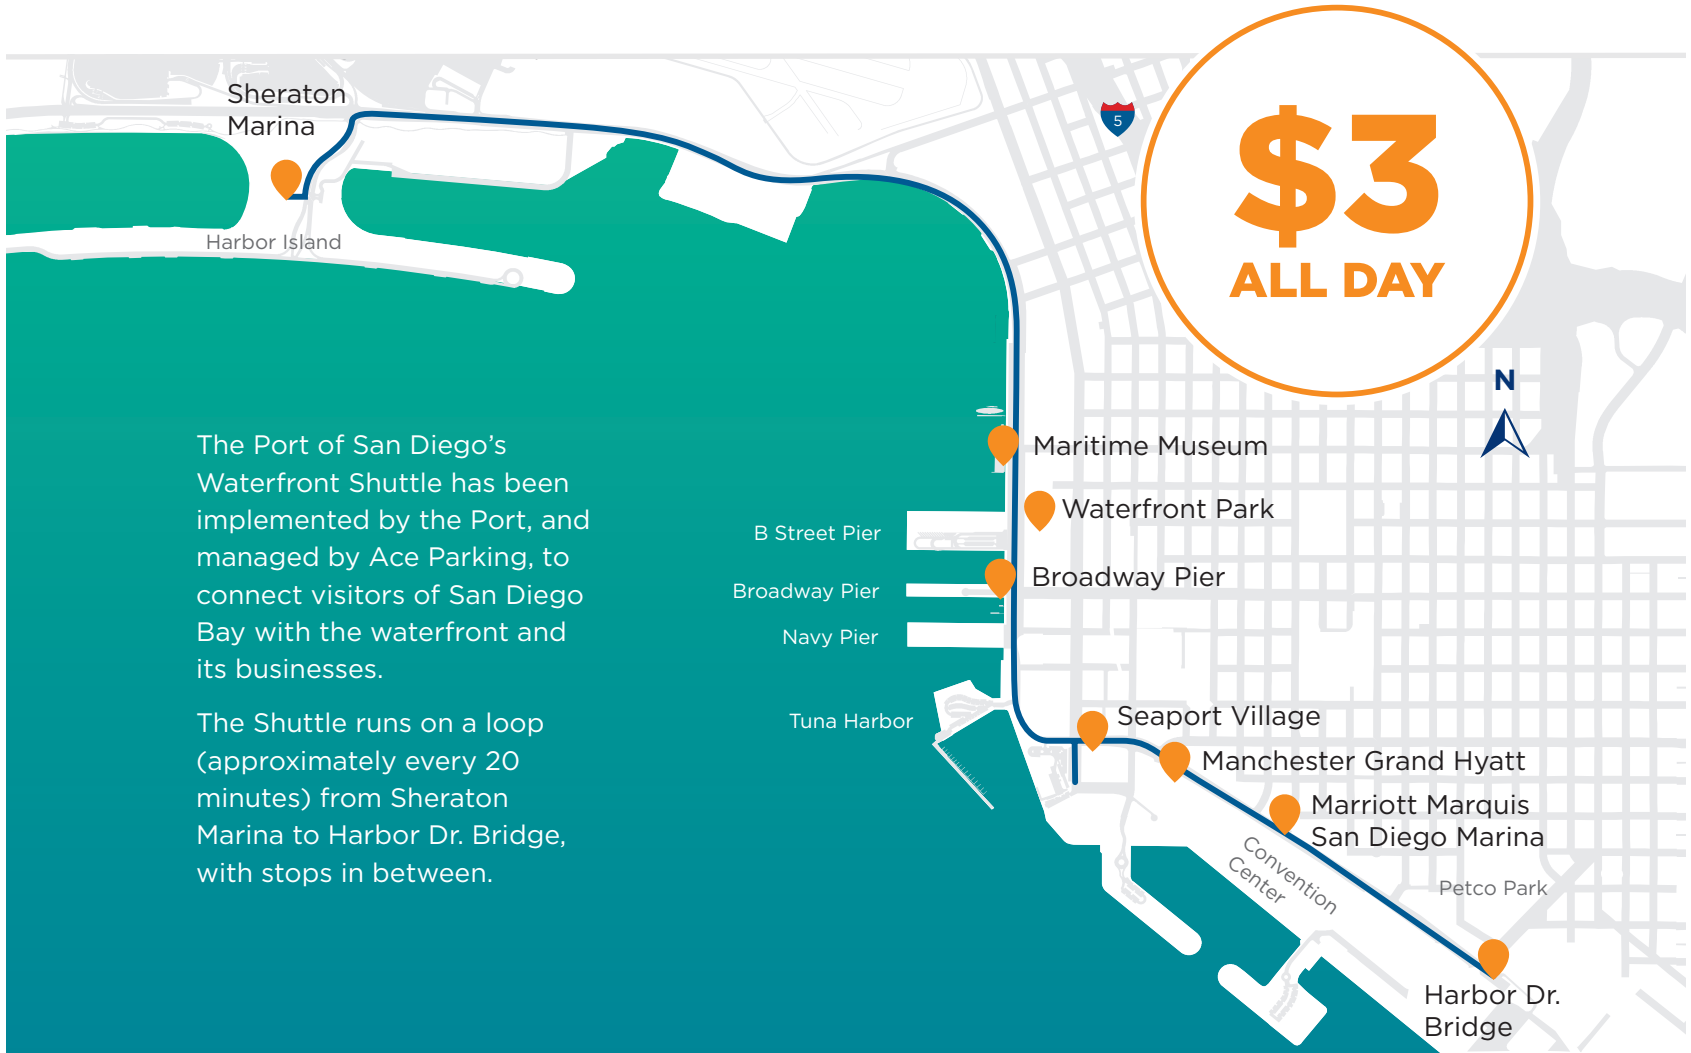 Sheraton
Marina
Harbor Island
5
$3
ALL DAY
N
The Port of San Diego’s
Waterfront Shuttle has been
implemented by the Port, and
managed by Ace Parking, to
connect visitors of San Diego
Bay with the waterfront and
its businesses.
The Shuttle runs on a loop
(approximately every 20
minutes) from Sheraton
Marina to Harbor Dr. Bridge,
with stops in between.
Maritime Museum
Waterfront Park
B Street Pier
Broadway Pier
Broadway Pier
Navy Pier
Tuna Harbor
Seaport Village
Manchester Grand Hyatt
Marriott Marquis
San Diego Marina
Convention
Center
Petco Park
Harbor Dr.
Bridge